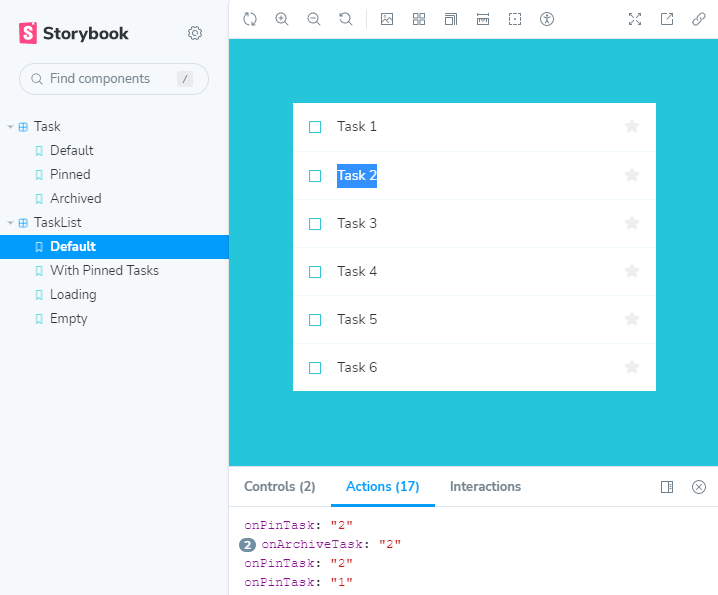 Storybook
Find components /
Task
Default
Pinned
Archived
TaskList
Default
With Pinned Tasks
Loading
Empty
Task 1
Task 2
Task 3
Task 4
Task 5
Task 6
Controls (2) Actions (17) Interactions
onPinTask: "2"
2 onArchiveTask: "2"
onPinTask: "2"
onPinTask: "1"